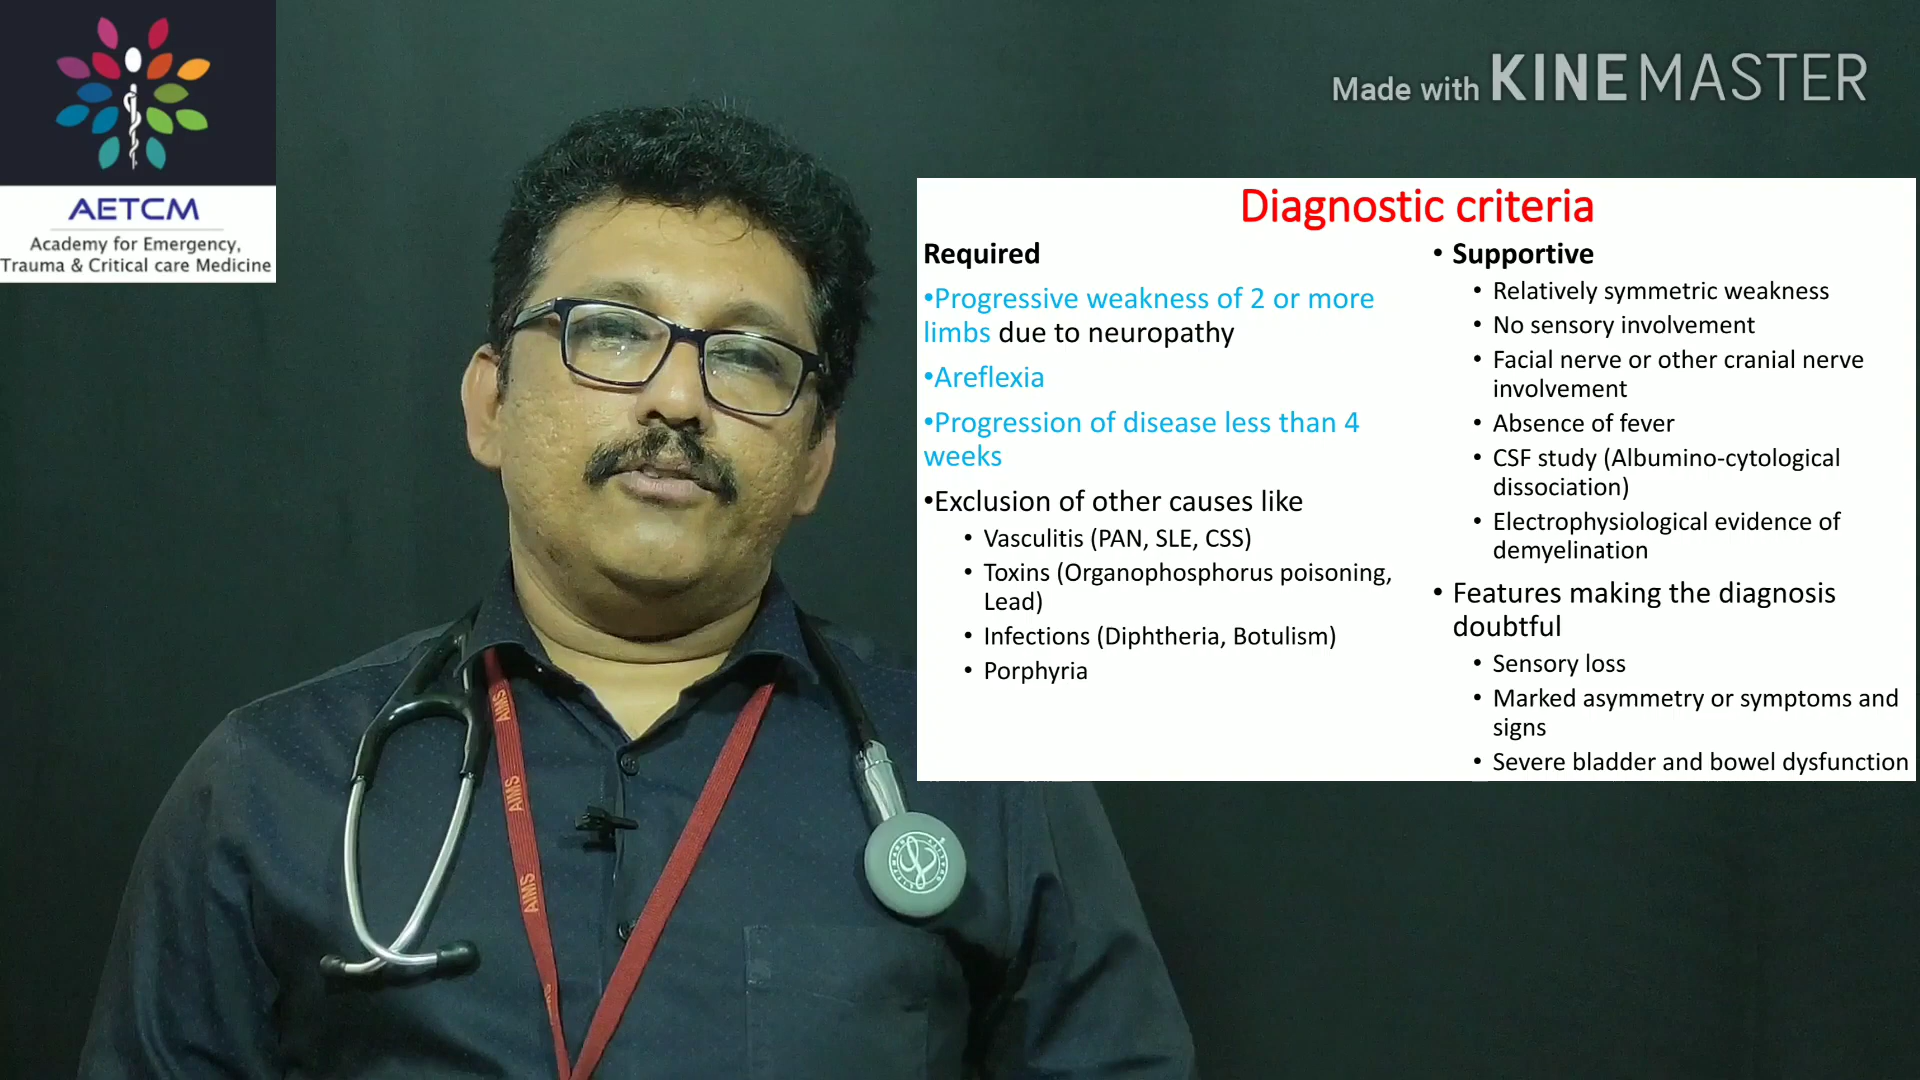 AETCM
Academy for Emergency,
Trauma & Critical care Medicine
Made with KINEMASTER
Diagnostic criteria
Required
•Progressive weakness of 2 or more
limbs due to neuropathy
•Areflexia
•Progression of disease less than 4
weeks
•Exclusion of other causes like
• Vasculitis (PAN, SLE, CSS)
• Toxins (Organophosphorus poisoning,
Lead)
• Infections (Diphtheria, Botulism)
• Porphyria
• Supportive
• Relatively symmetric weakness
• No sensory involvement
• Facial nerve or other cranial nerve
involvement
• Absence of fever
• CSF study (Albumino-cytological
dissociation)
• Electrophysiological evidence of
demyelination
• Features making the diagnosis
doubtful
• Sensory loss
• Marked asymmetry or symptoms and
signs
• Severe bladder and bowel dysfunction
AIMS
AIMS
AIMS